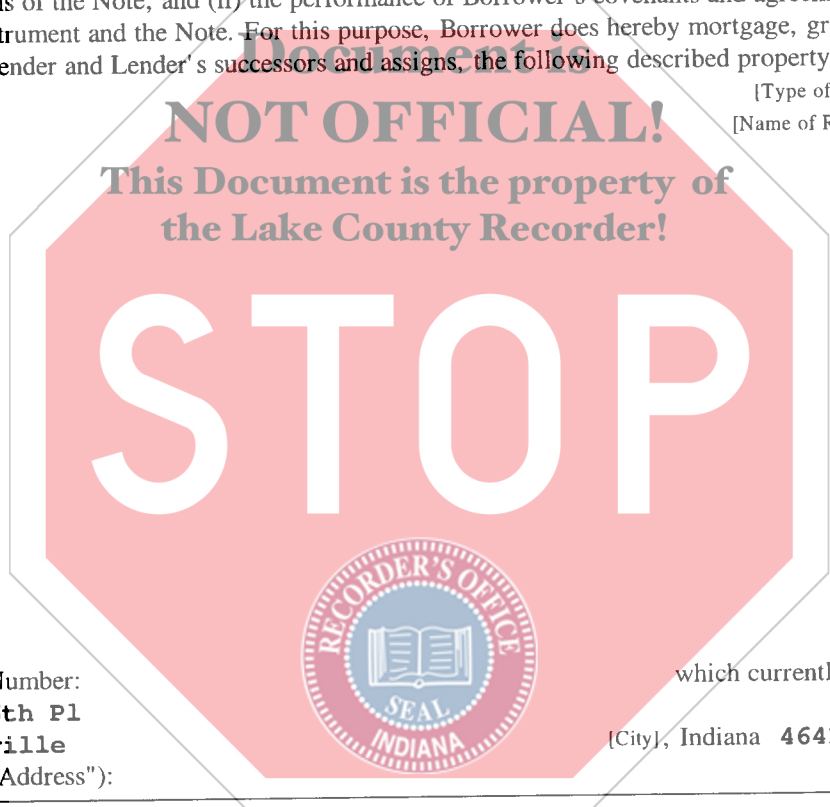 of the Note, and (ii) the performance of Borrower's covenants and
trument and the Note. For this purpose, Borrower does hereby mortgage, gr
ender and Lender's successors and assigns, the following described property
Document is
[Type of
NOT OFFICIAL!
[Name of R
This Document is the property of
the Lake County Recorder!
STOP
RECORDER'S OFFICE
SEAL
INDIANA
Number:
which currentl
th Pl
ille
[City], Indiana 464
Address"):